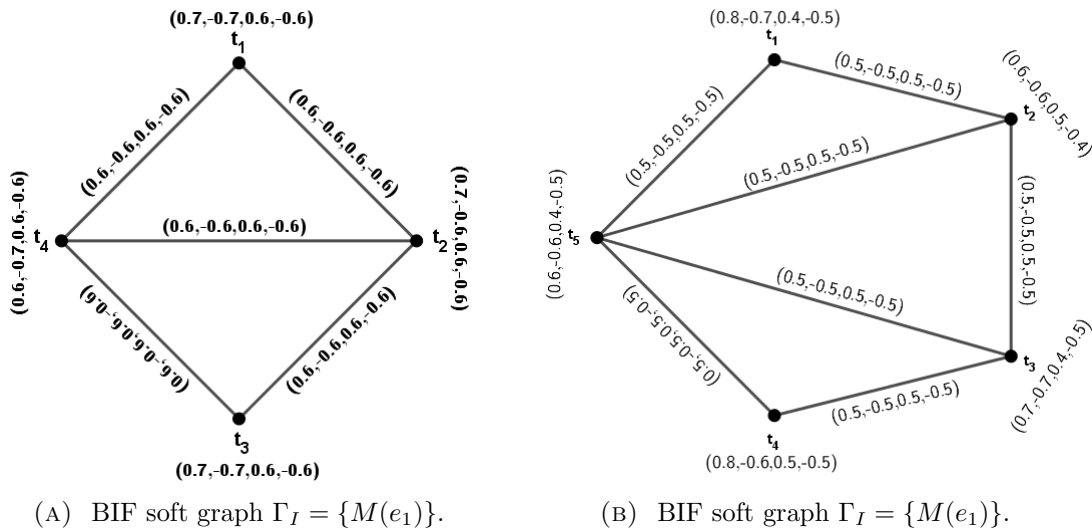 (0.7,-0.7,0.6,-0.6)
t1
(0.6,-0.6,0.6,-0.6)
(0.6,-0.6,0.6,-0.6)
(0.6,-0.7,0.6,-0.6)
t4
(0.6,-0.6,0.6,-0.6)
t2
(0.7,-0.6,0.6,-0.6)
(0.6,-0.6,0.6,-0.6)
(0.6,-0.6,0.6,-0.6)
t3
(0.7,-0.7,0.6,-0.6)
(A) BIF soft graph ΓI = {M(e1)}.
(0.8,-0.7,0.4,-0.5)
t1
(0.5,-0.5,0.5,-0.5)
(0.6,-0.6,0.5,-0.4)
t2
(0.5,-0.5,0.5,-0.5)
(0.5,-0.5,0.5,-0.5)
(0.6,-0.6,0.4,-0.5)
t5
(0.5,-0.5,0.5,-0.5)
(0.5,-0.5,0.5,-0.5)
(0.5,-0.5,0.5,-0.5)
t3
(0.7,-0.7,0.4,-0.5)
(0.5,-0.5,0.5,-0.5)
t4
(0.8,-0.6,0.5,-0.5)
(B) BIF soft graph ΓI = {M(e1)}.